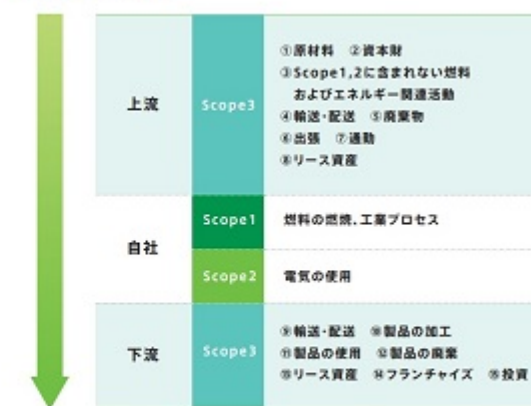 上流
Scope3
①原材料 ②資本財
③Scope1,2に含まれない燃料
およびエネルギー関連活動
④輸送・配送 ⑤廃棄物
⑥出張 ⑦通勤
⑧リース資産
自社
Scope1
燃料の燃焼、工業プロセス
Scope2
電気の使用
下流
Scope3
⑨輸送・配送 ⑩製品の加工
⑪製品の使用 ⑫製品の廃棄
⑬リース資産 ⑭フランチャイズ ⑮投資